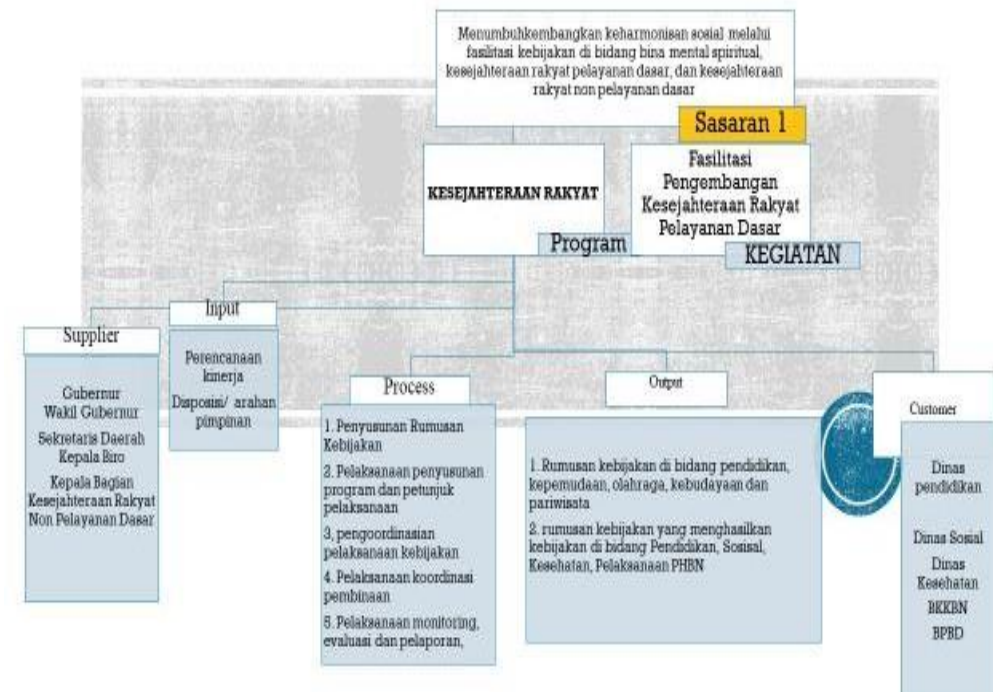 Menumbuhkembangkan keharmonisan sosial melalui
fasilitasi kebijakan di bidang bina mental spiritual,
kesejahteraan rakyat pelayanan dasar, dan kesejahteraan
rakyat non pelayanan dasar
Sasaran 1
KESEJAHTERAAN RAKYAT
Program
Fasilitasi
Pengembangan
Kesejahteraan Rakyat
Pelayanan Dasar
KEGIATAN
Supplier
Gubernur
Wakil Gubernur
Sekretaris Daerah
Kepala Biro
Kepala Bagian
Kesejahteraan Rakyat
Non Pelayanan Dasar
Input
Perencanaan
kinerja
Disposisi/ arahan
pimpinan
Process
1. Penyusunan Rumusan
Kebijakan
2. Pelaksanaan penyusunan
program dan petunjuk
pelaksanaan
3, pengoordinasian
pelaksanaan kebijakan
4. Pelaksanaan koordinasi
pembinaan
5. Pelaksanaan monitoring,
evaluasi dan pelaporan,
Output
1. Rumusan kebijakan di bidang pendidikan,
kepemudaan, olahraga, kebudayaan dan
pariwisata
2. rumusan kebijakan yang menghasilkan
kebijakan di bidang Pendidikan, Sosisal,
Kesehatan, Pelaksanaan PHBN
Customer
Dinas
pendidikan
Dinas Sosial
Dinas
Kesehatan
BKKBN
BPBD